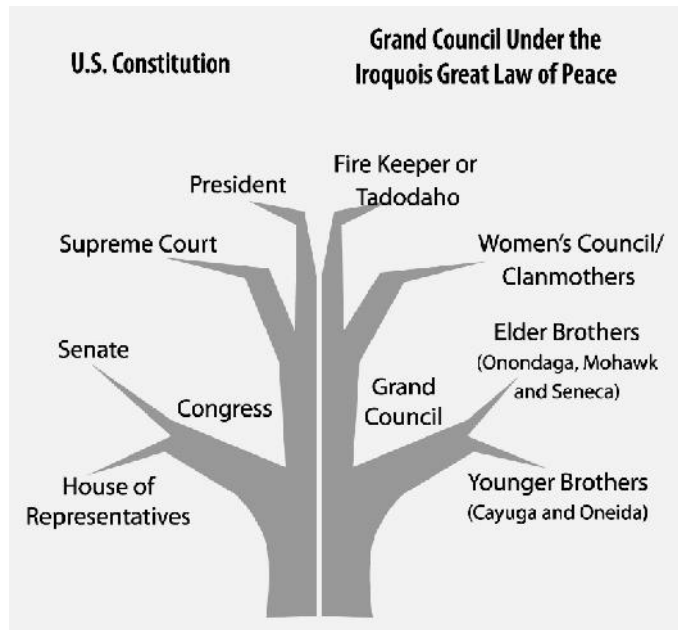 U.S. Constitution
Grand Council Under the
Iroquois Great Law of Peace
President
Supreme Court
Senate
Congress
House of
Representatives
Fire Keeper or
Tadodaho
Women's Council/
Clanmothers
Elder Brothers
(Onondaga, Mohawk
and Seneca)
Grand
Council
Younger Brothers
(Cayuga and Oneida)